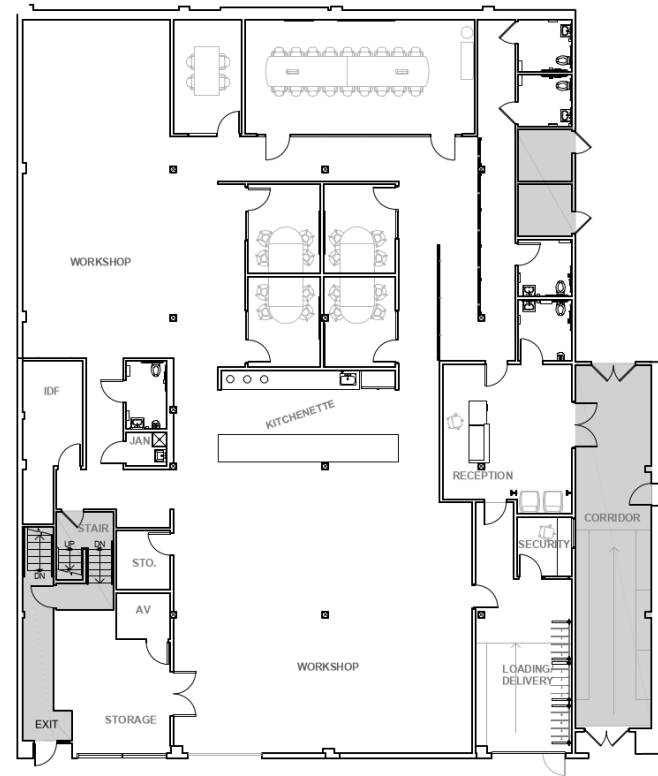 WORKSHOP
IDF
JAN
KITCHENETTE
RECEPTION
STAIR
UP
DN
DN
STO.
SECURITY
CORRIDOR
AV
WORKSHOP
LOADING/
DELIVERY
STORAGE
EXIT